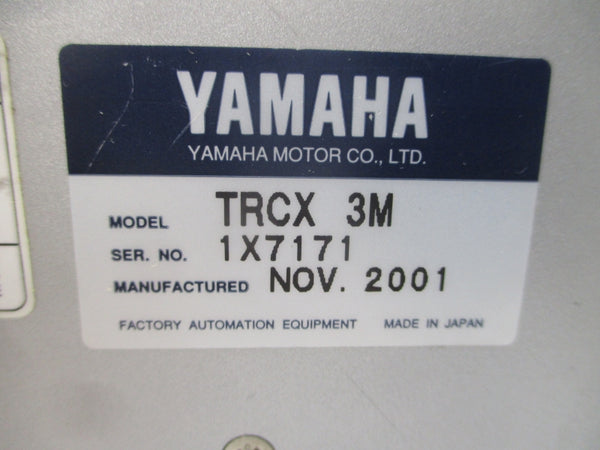 YAMAHA
YAMAHA MOTOR CO., LTD.
MODEL TRCX 3M
SER. NO. 1X7171
MANUFACTURED NOV. 2001
FACTORY AUTOMATION EQUIPMENT MADE IN JAPAN